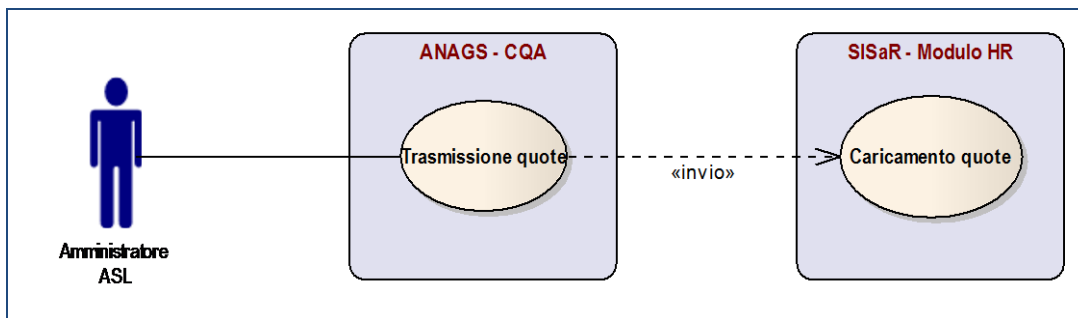 ANAGS - CQA
SISaR - Modulo HR
Trasmissione quote
«invio»
Caricamento quote
Amministratore
ASL